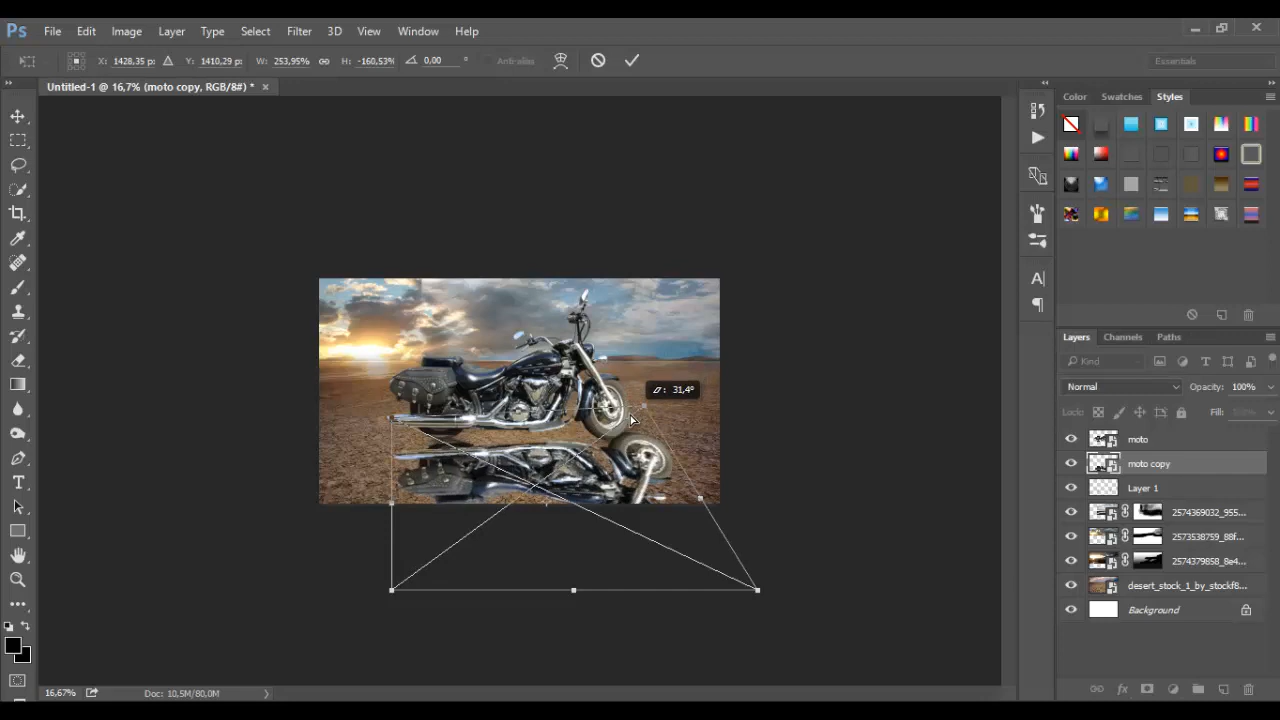 Ps File Edit Image Layer Type Select Filter 3D View Window Help
X: 1428,35 p: Y: 1410,29 p: W: 253,95% H: -160,53% 0,00 ° Anti-alias Essentials
Untitled-1 @ 16,7% (moto copy, RGB/8#) * ×
Color Swatches Styles
Layers Channels Paths
Kind
Normal Opacity: 100%
Lock: Fill:
31,4°
moto
moto copy
Layer 1
2574369032_955...
2573538759_88f...
2574379858_8e4...
desert_stock_1_by_stockf8...
Background
16,67% Doc: 10,5M/80,0M